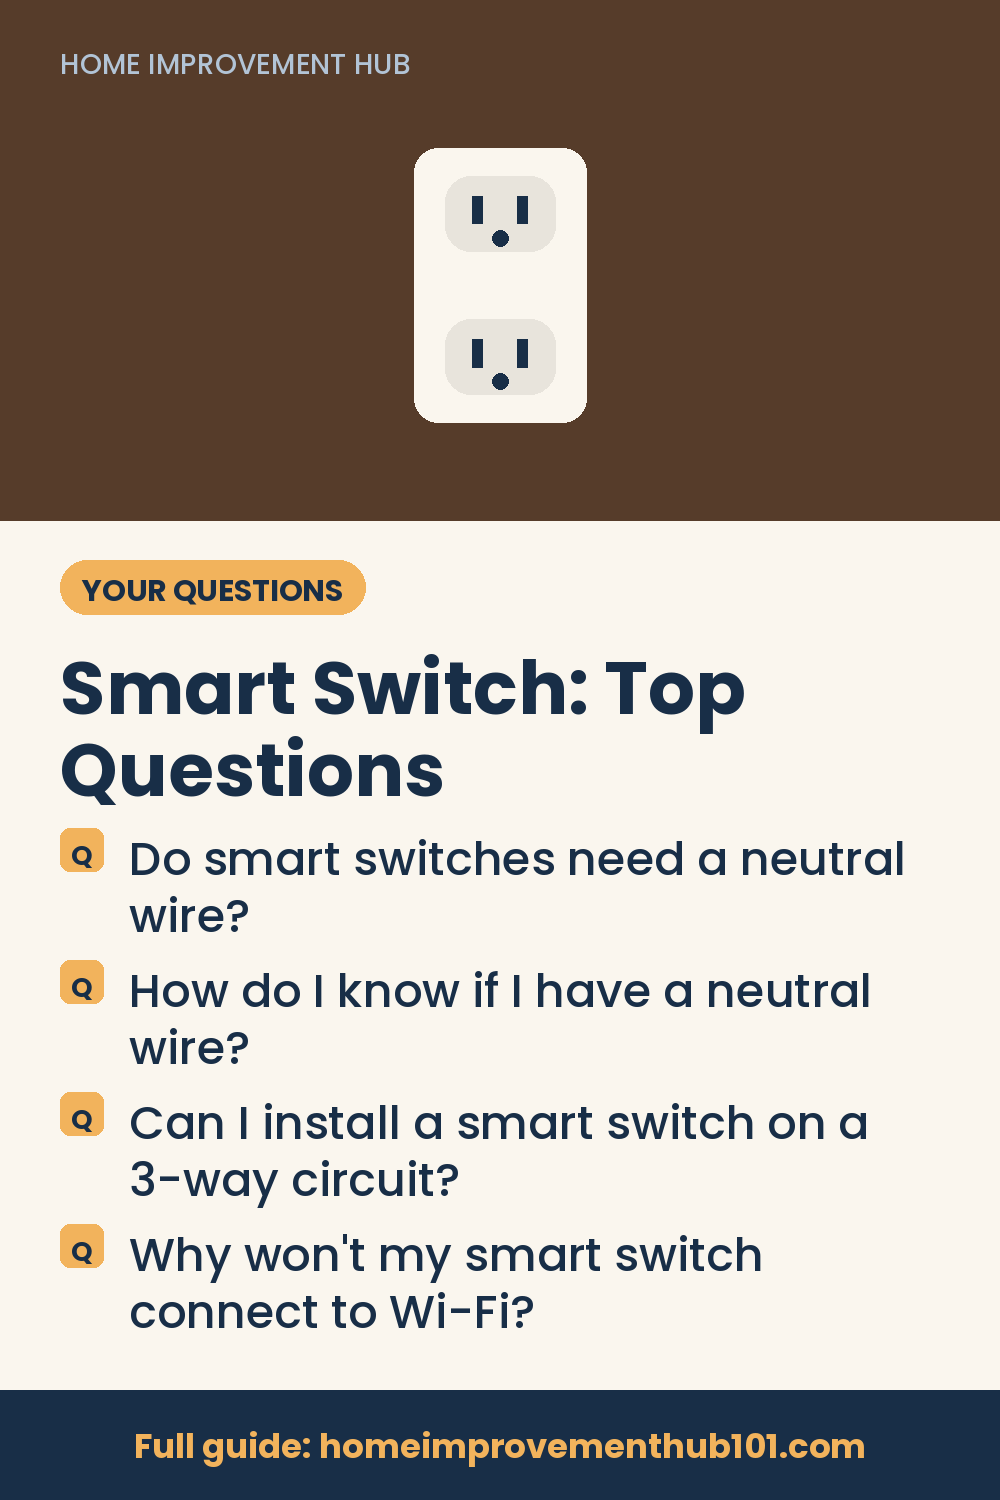 HOME IMPROVEMENT HUB
YOUR QUESTIONS
Smart Switch: Top
Questions
Q Do smart switches need a neutral
wire?
Q How do I know if I have a neutral
wire?
Q Can I install a smart switch on a
3-way circuit?
Q Why won't my smart switch
connect to Wi-Fi?
Full guide: homeimprovementhub101.com